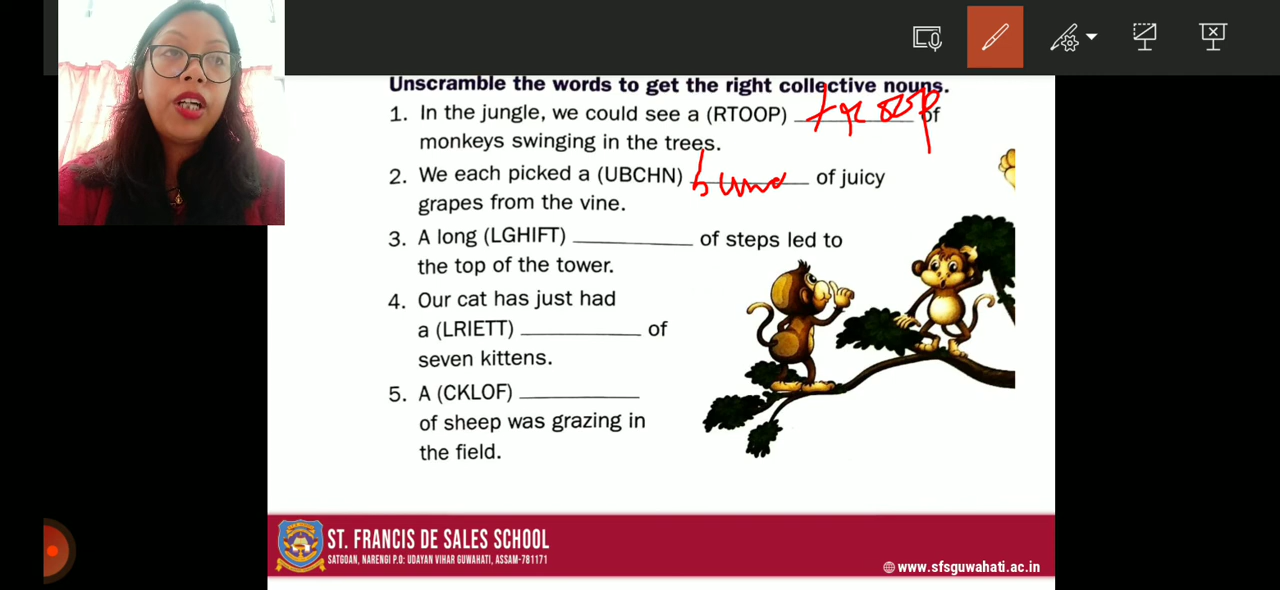 Unscramble the words to get the right collective nouns.
1. In the jungle, we could see a (RTOOP) troop of
monkeys swinging in the trees.
2. We each picked a (UBCHN) ____________ of juicy
grapes from the vine.
3. A long (LGHIFT) ____________ of steps led to
the top of the tower.
4. Our cat has just had
a (LRIETT) ____________ of
seven kittens.
5. A (CKLOF) ____________
of sheep was grazing in
the field.
ST. FRANCIS DE SALES SCHOOL
SATGOAN, NARENGI P.O: UDAYAN VIHAR GUWAHATI, ASSAM-781171
www.sfsguwahati.ac.in